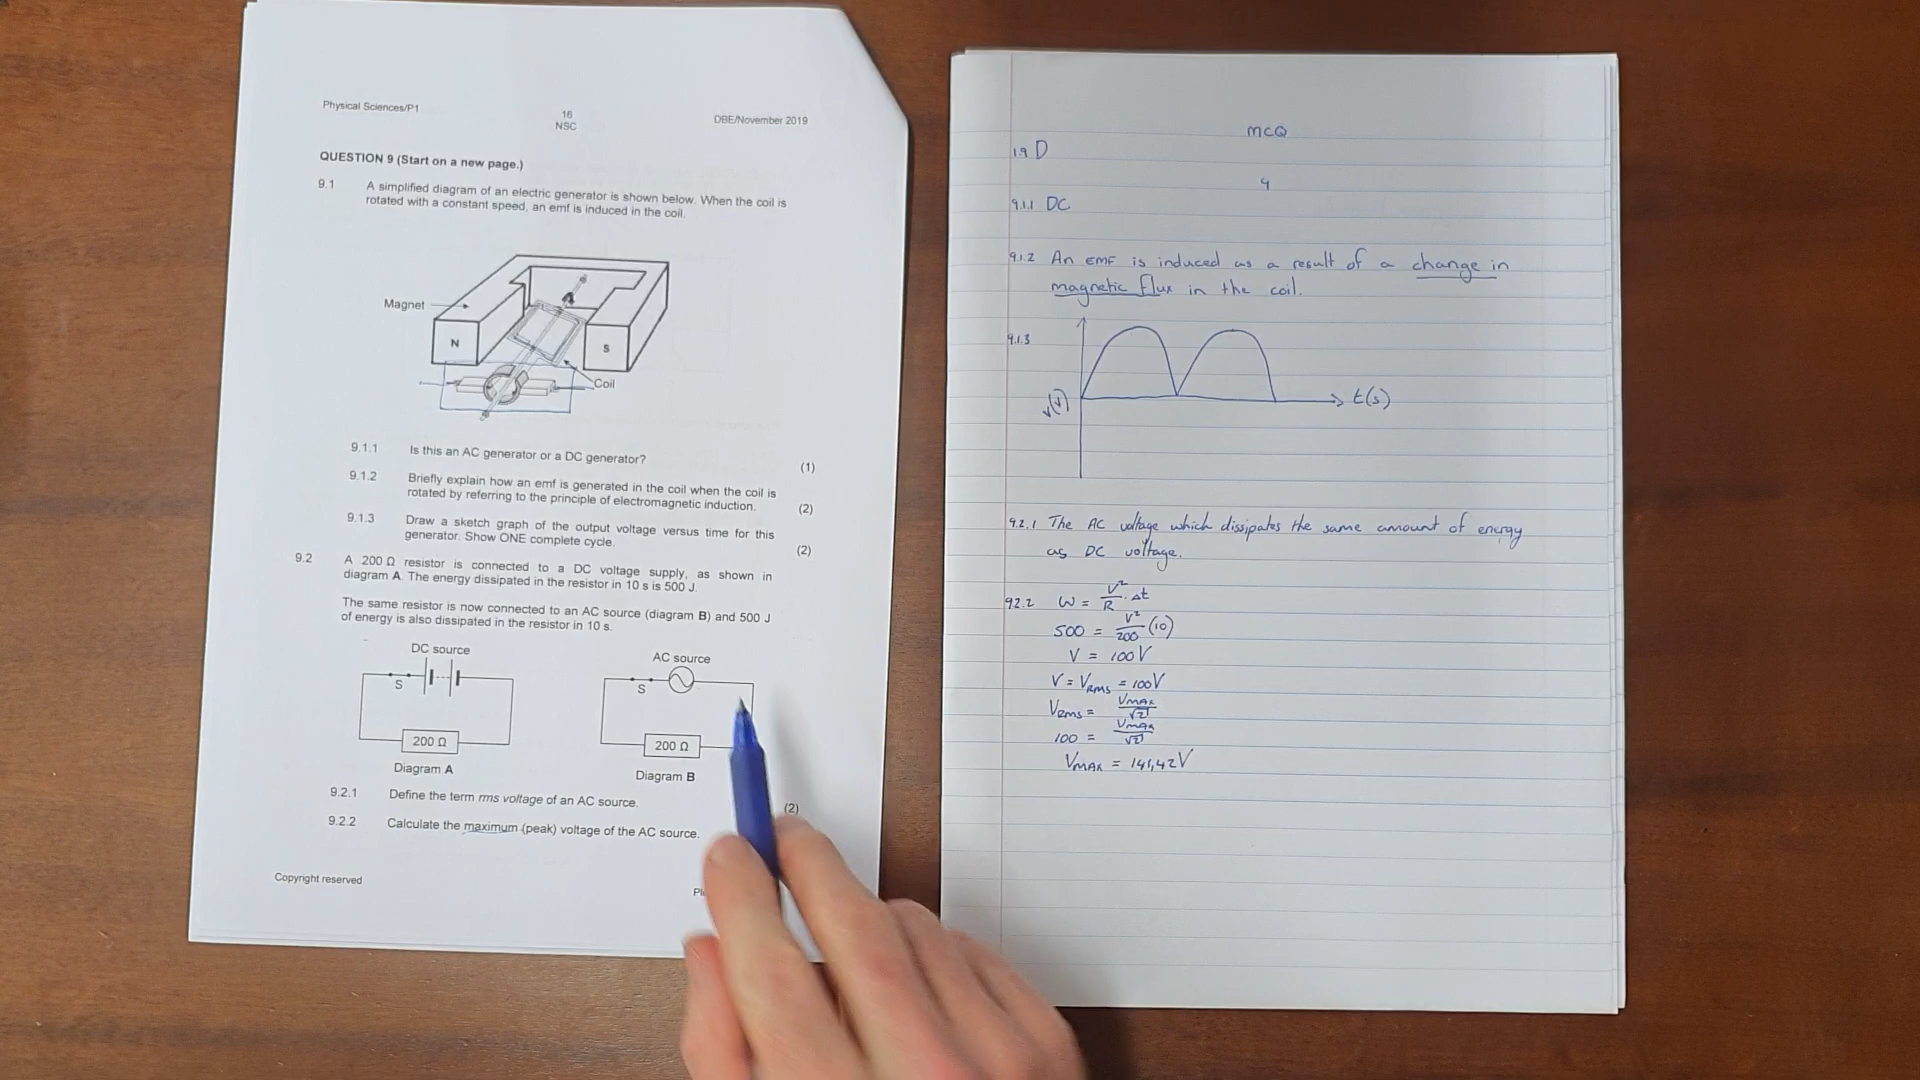 Physical Sciences/P1
16
NSC
DBE/November 2019
QUESTION 9 (Start on a new page.)
9.1 A simplified diagram of an electric generator is shown below. When the coil is
rotated with a constant speed, an emf is induced in the coil.
Magnet
N
S
Coil
9.1.1 Is this an AC generator or a DC generator? (1)
9.1.2 Briefly explain how an emf is generated in the coil when the coil is
rotated by referring to the principle of electromagnetic induction. (2)
9.1.3 Draw a sketch graph of the output voltage versus time for this
generator. Show ONE complete cycle. (2)
9.2 A 200 Ω resistor is connected to a DC voltage supply, as shown in
diagram A. The energy dissipated in the resistor in 10 s is 500 J.
The same resistor is now connected to an AC source (diagram B) and 500 J
of energy is also dissipated in the resistor in 10 s.
DC source
S
200 Ω
Diagram A
AC source
S
200 Ω
Diagram B
9.2.1 Define the term rms voltage of an AC source. (2)
9.2.2 Calculate the maximum (peak) voltage of the AC source.
Copyright reserved
MCQ
1.9 D
9
9.1.1 DC
9.1.2 An EMF is induced as a result of a change in
magnetic flux in the coil.
9.1.3
V(V)
t(s)
9.2.1 The AC voltage which dissipates the same amount of energy
as DC voltage.
9.2.2 W = V²/R · Δt
500 = V²/200 (10)
V = 100V
V = VRMS = 100V
VRMS = VMAX/√2
100 = VMAX/√2
VMAX = 141,42V